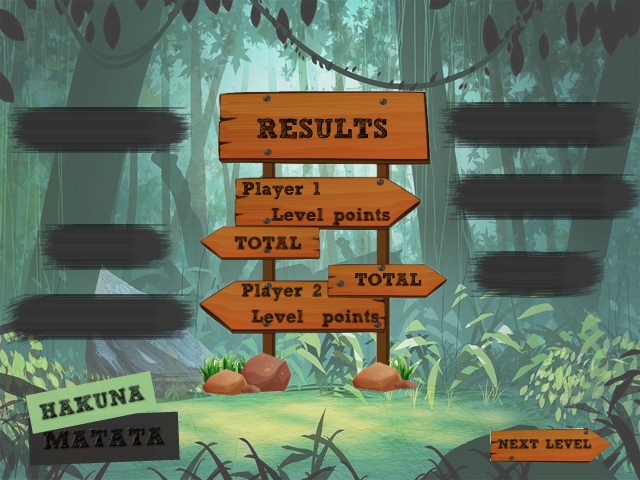 RESULTS
Player 1
Level points
TOTAL
TOTAL
Player 2
Level points
HAKUNA
MATATA
NEXT LEVEL